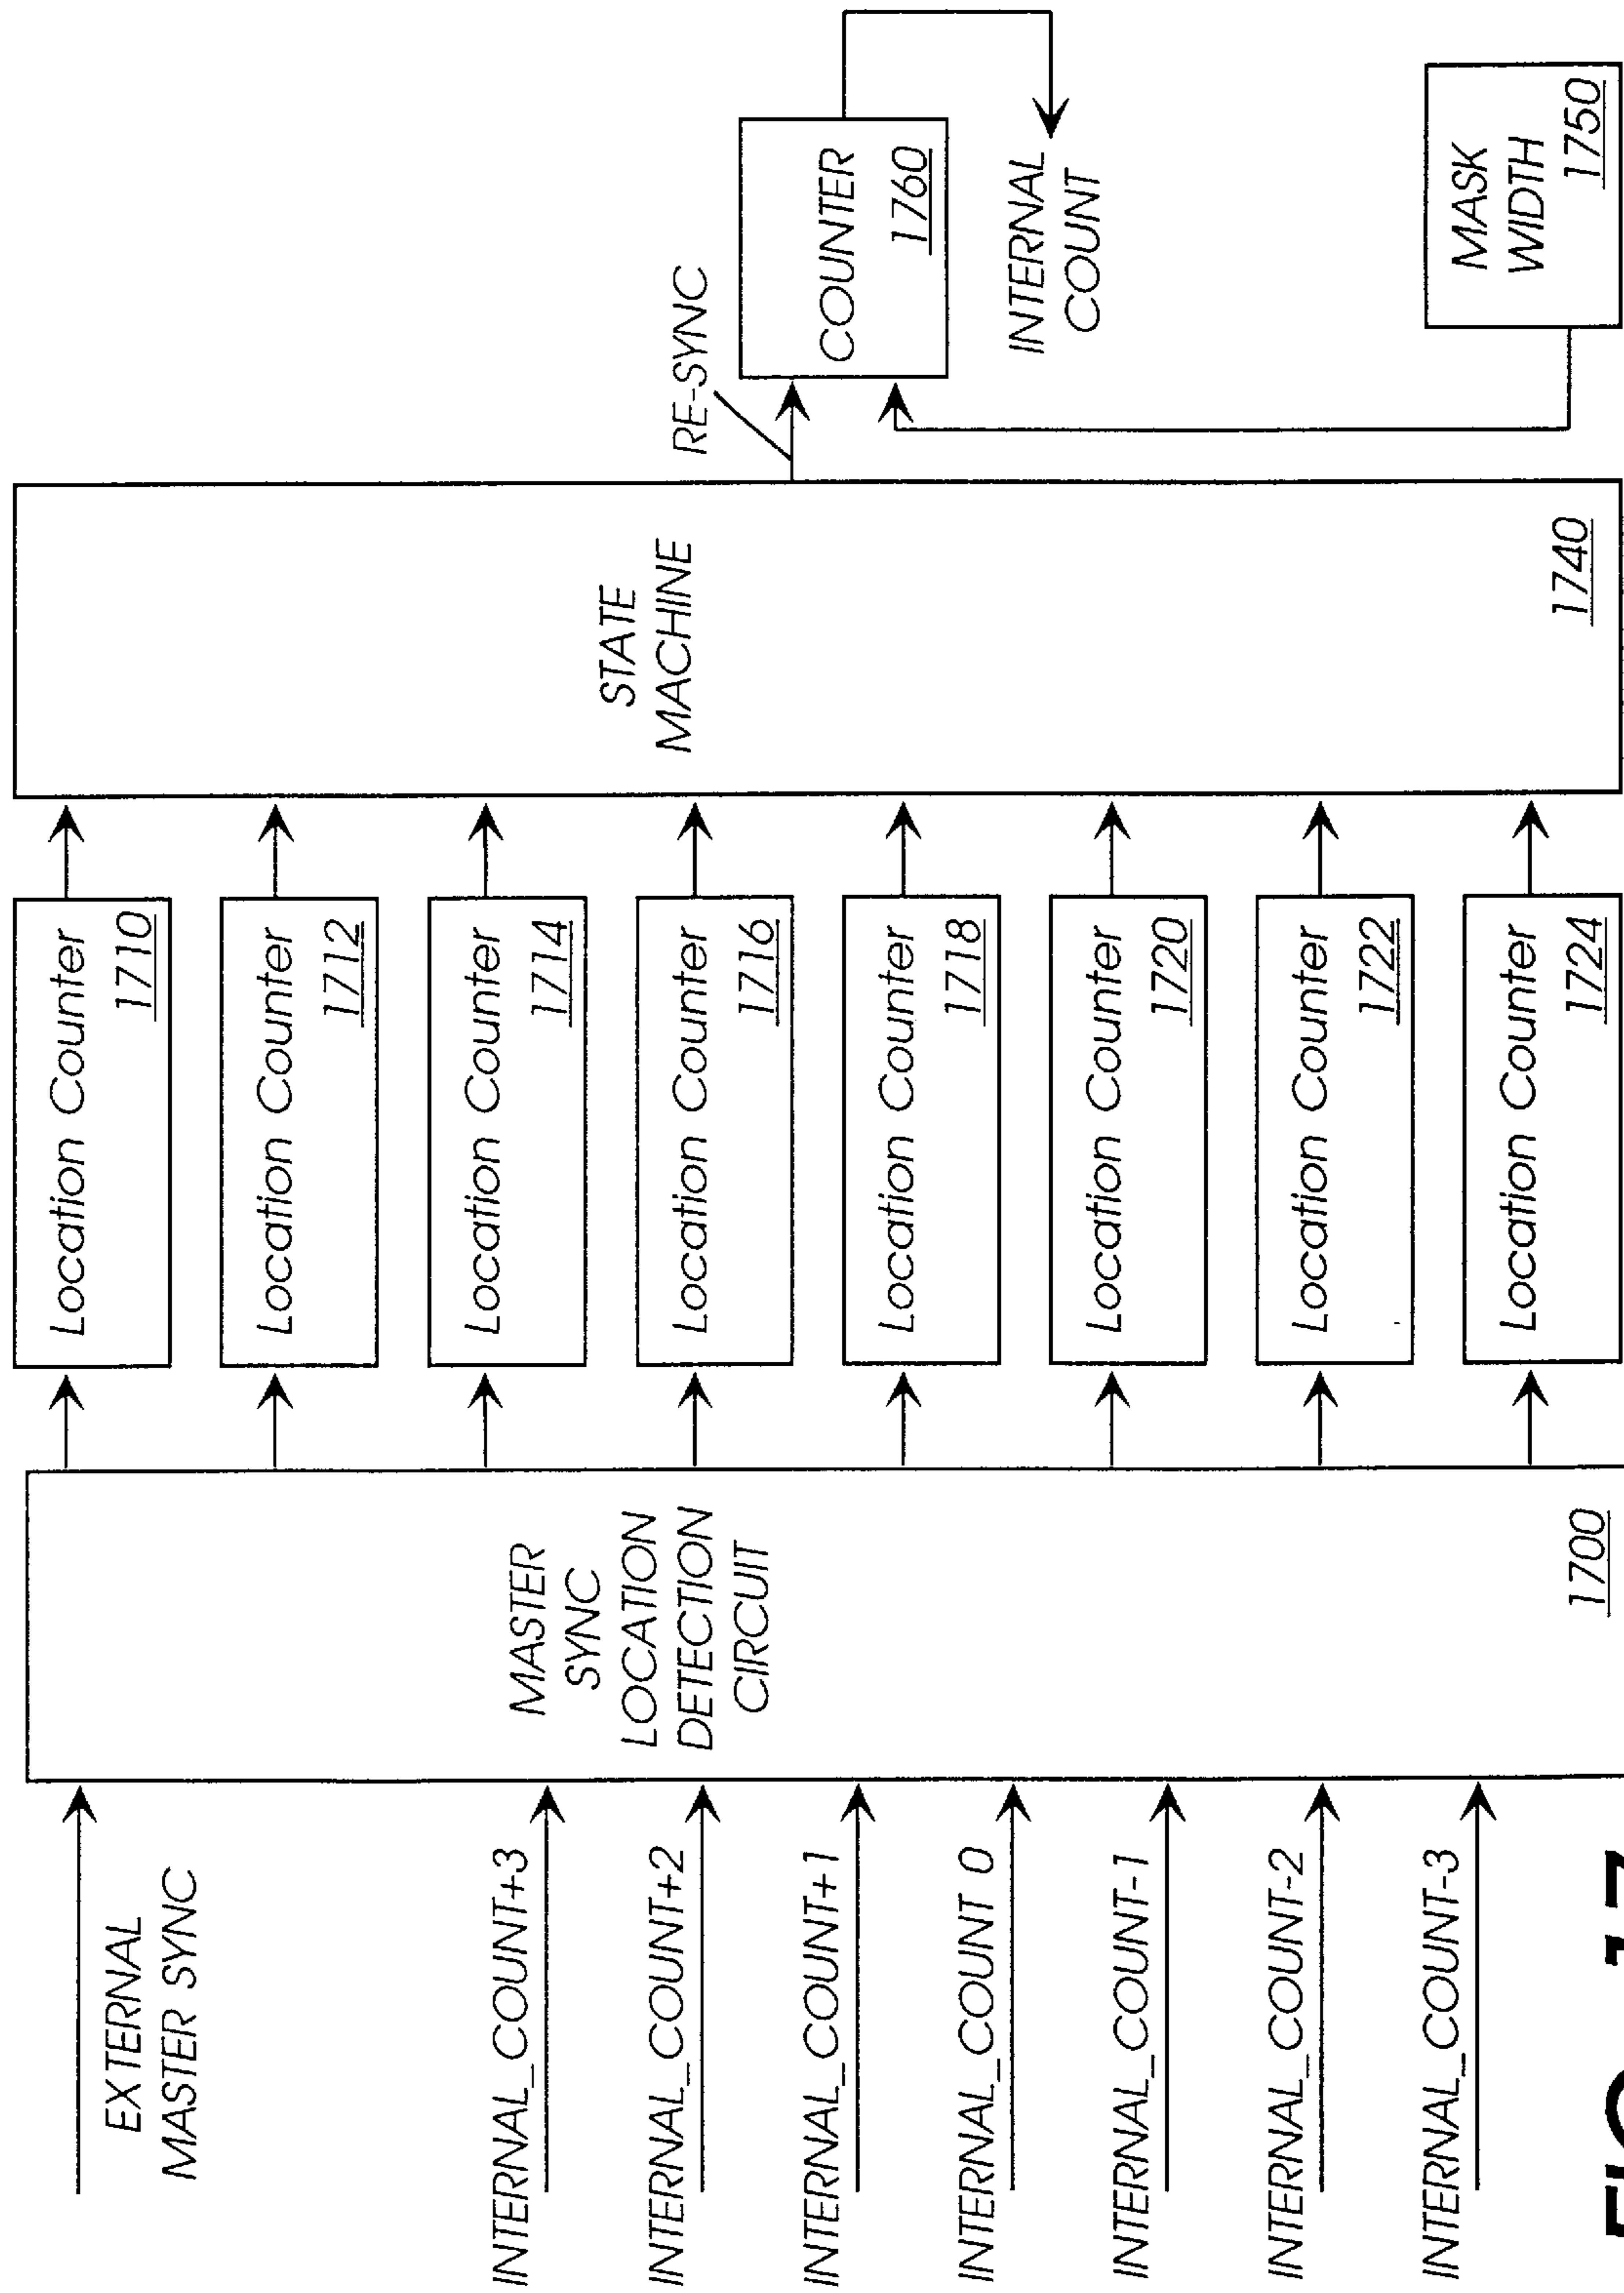 EXTERNAL
MASTER SYNC
INTERNAL_COUNT+3
INTERNAL_COUNT+2
INTERNAL_COUNT+1
INTERNAL_COUNT 0
INTERNAL_COUNT-1
INTERNAL_COUNT-2
INTERNAL_COUNT-3
MASTER
SYNC
LOCATION
DETECTION
CIRCUIT
1700
Location Counter
1710
Location Counter
1712
Location Counter
1714
Location Counter
1716
Location Counter
1718
Location Counter
1720
Location Counter
1722
Location Counter
1724
STATE
MACHINE
1740
RE-SYNC
COUNTER
1760
INTERNAL
COUNT
MASK
WIDTH
1750